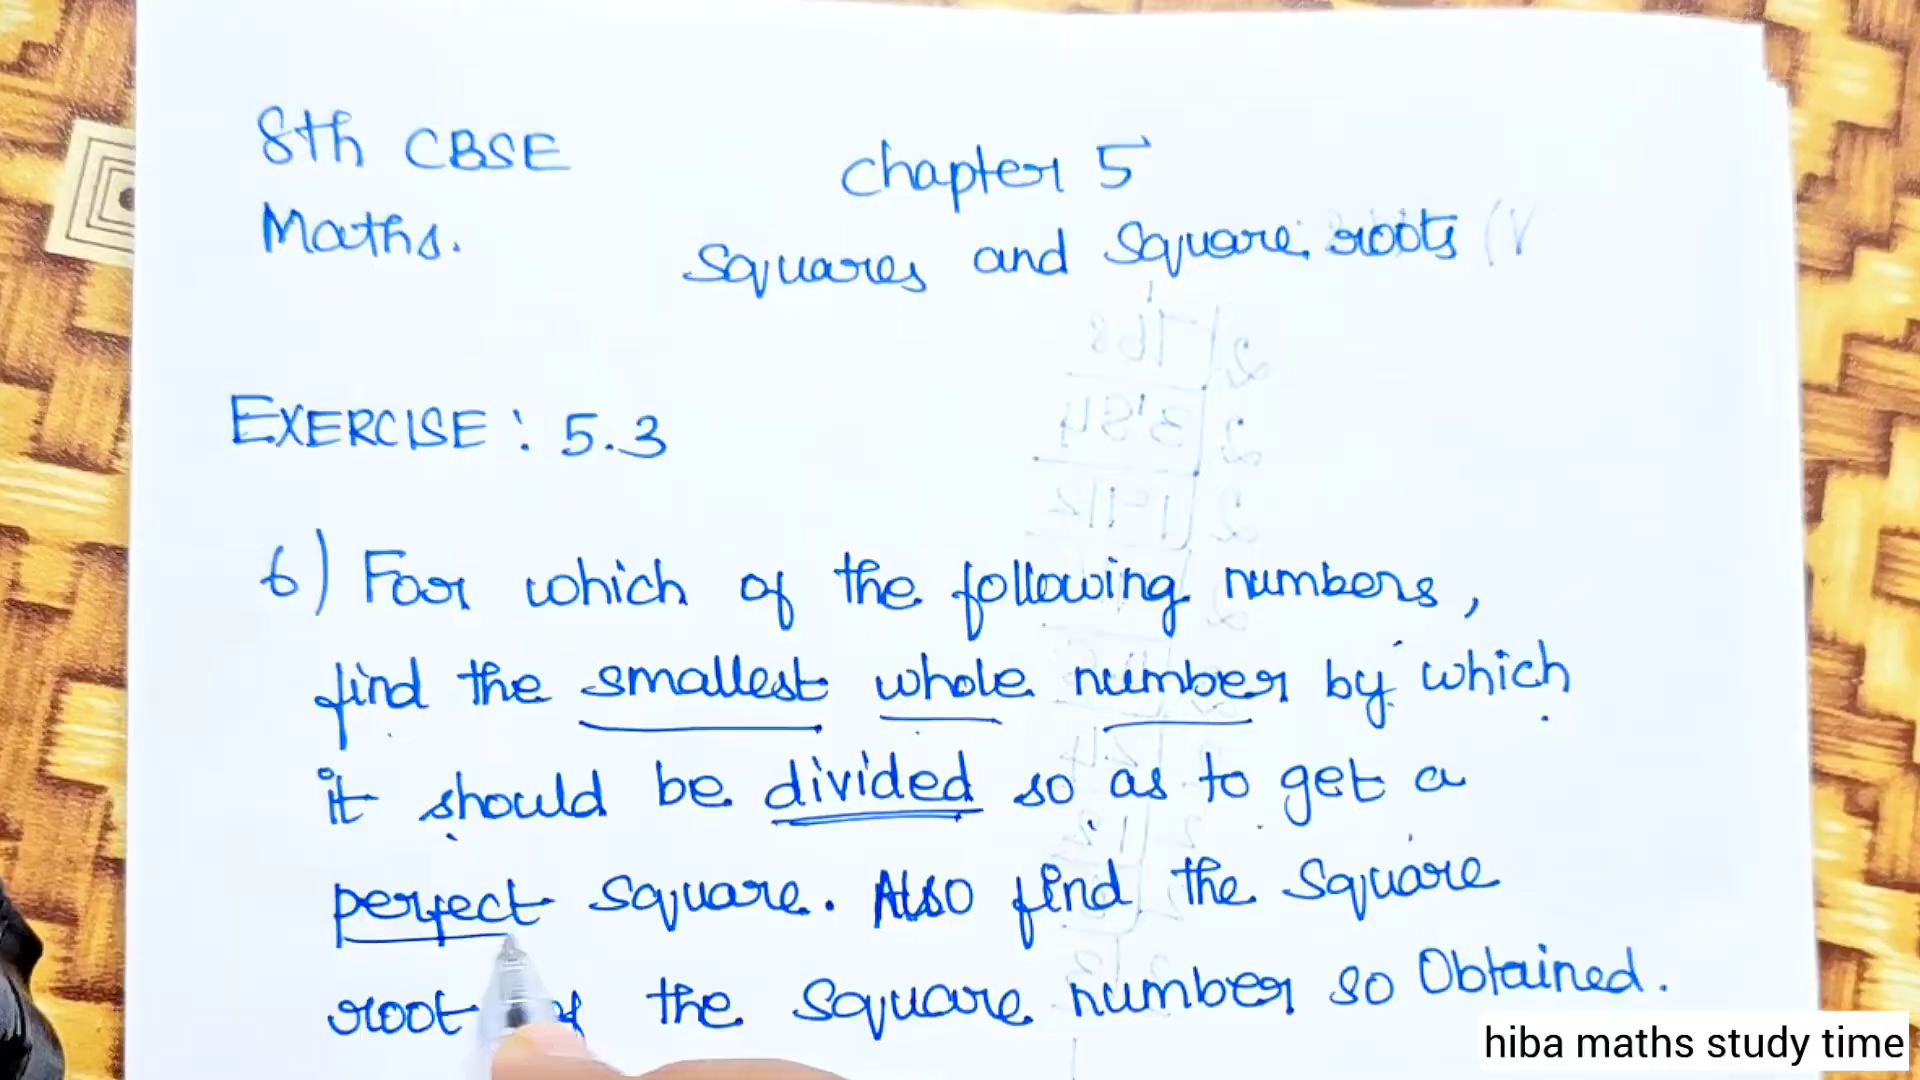 8th CBSE
Maths.
Chapter 5
Squares and Square roots
EXERCISE : 5.3
6) For which of the following numbers,
find the smallest whole number by which
it should be divided so as to get a
perfect square. Also find the square
root of the square number so obtained.
hiba maths study time